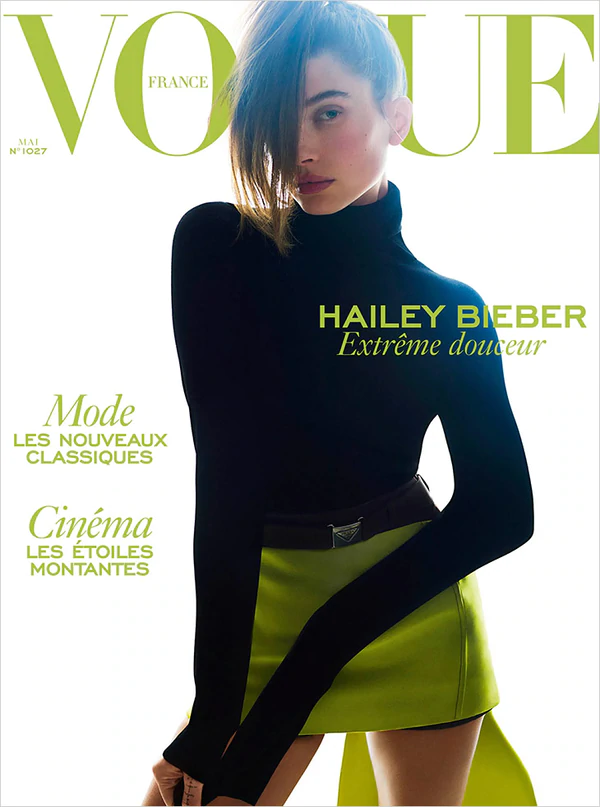 VOGUE
FRANCE
MAI
N° 1027
HAILEY BIEBER
Extrême douceur
Mode
LES NOUVEAUX
CLASSIQUES
Cinéma
LES ÉTOILES
MONTANTES